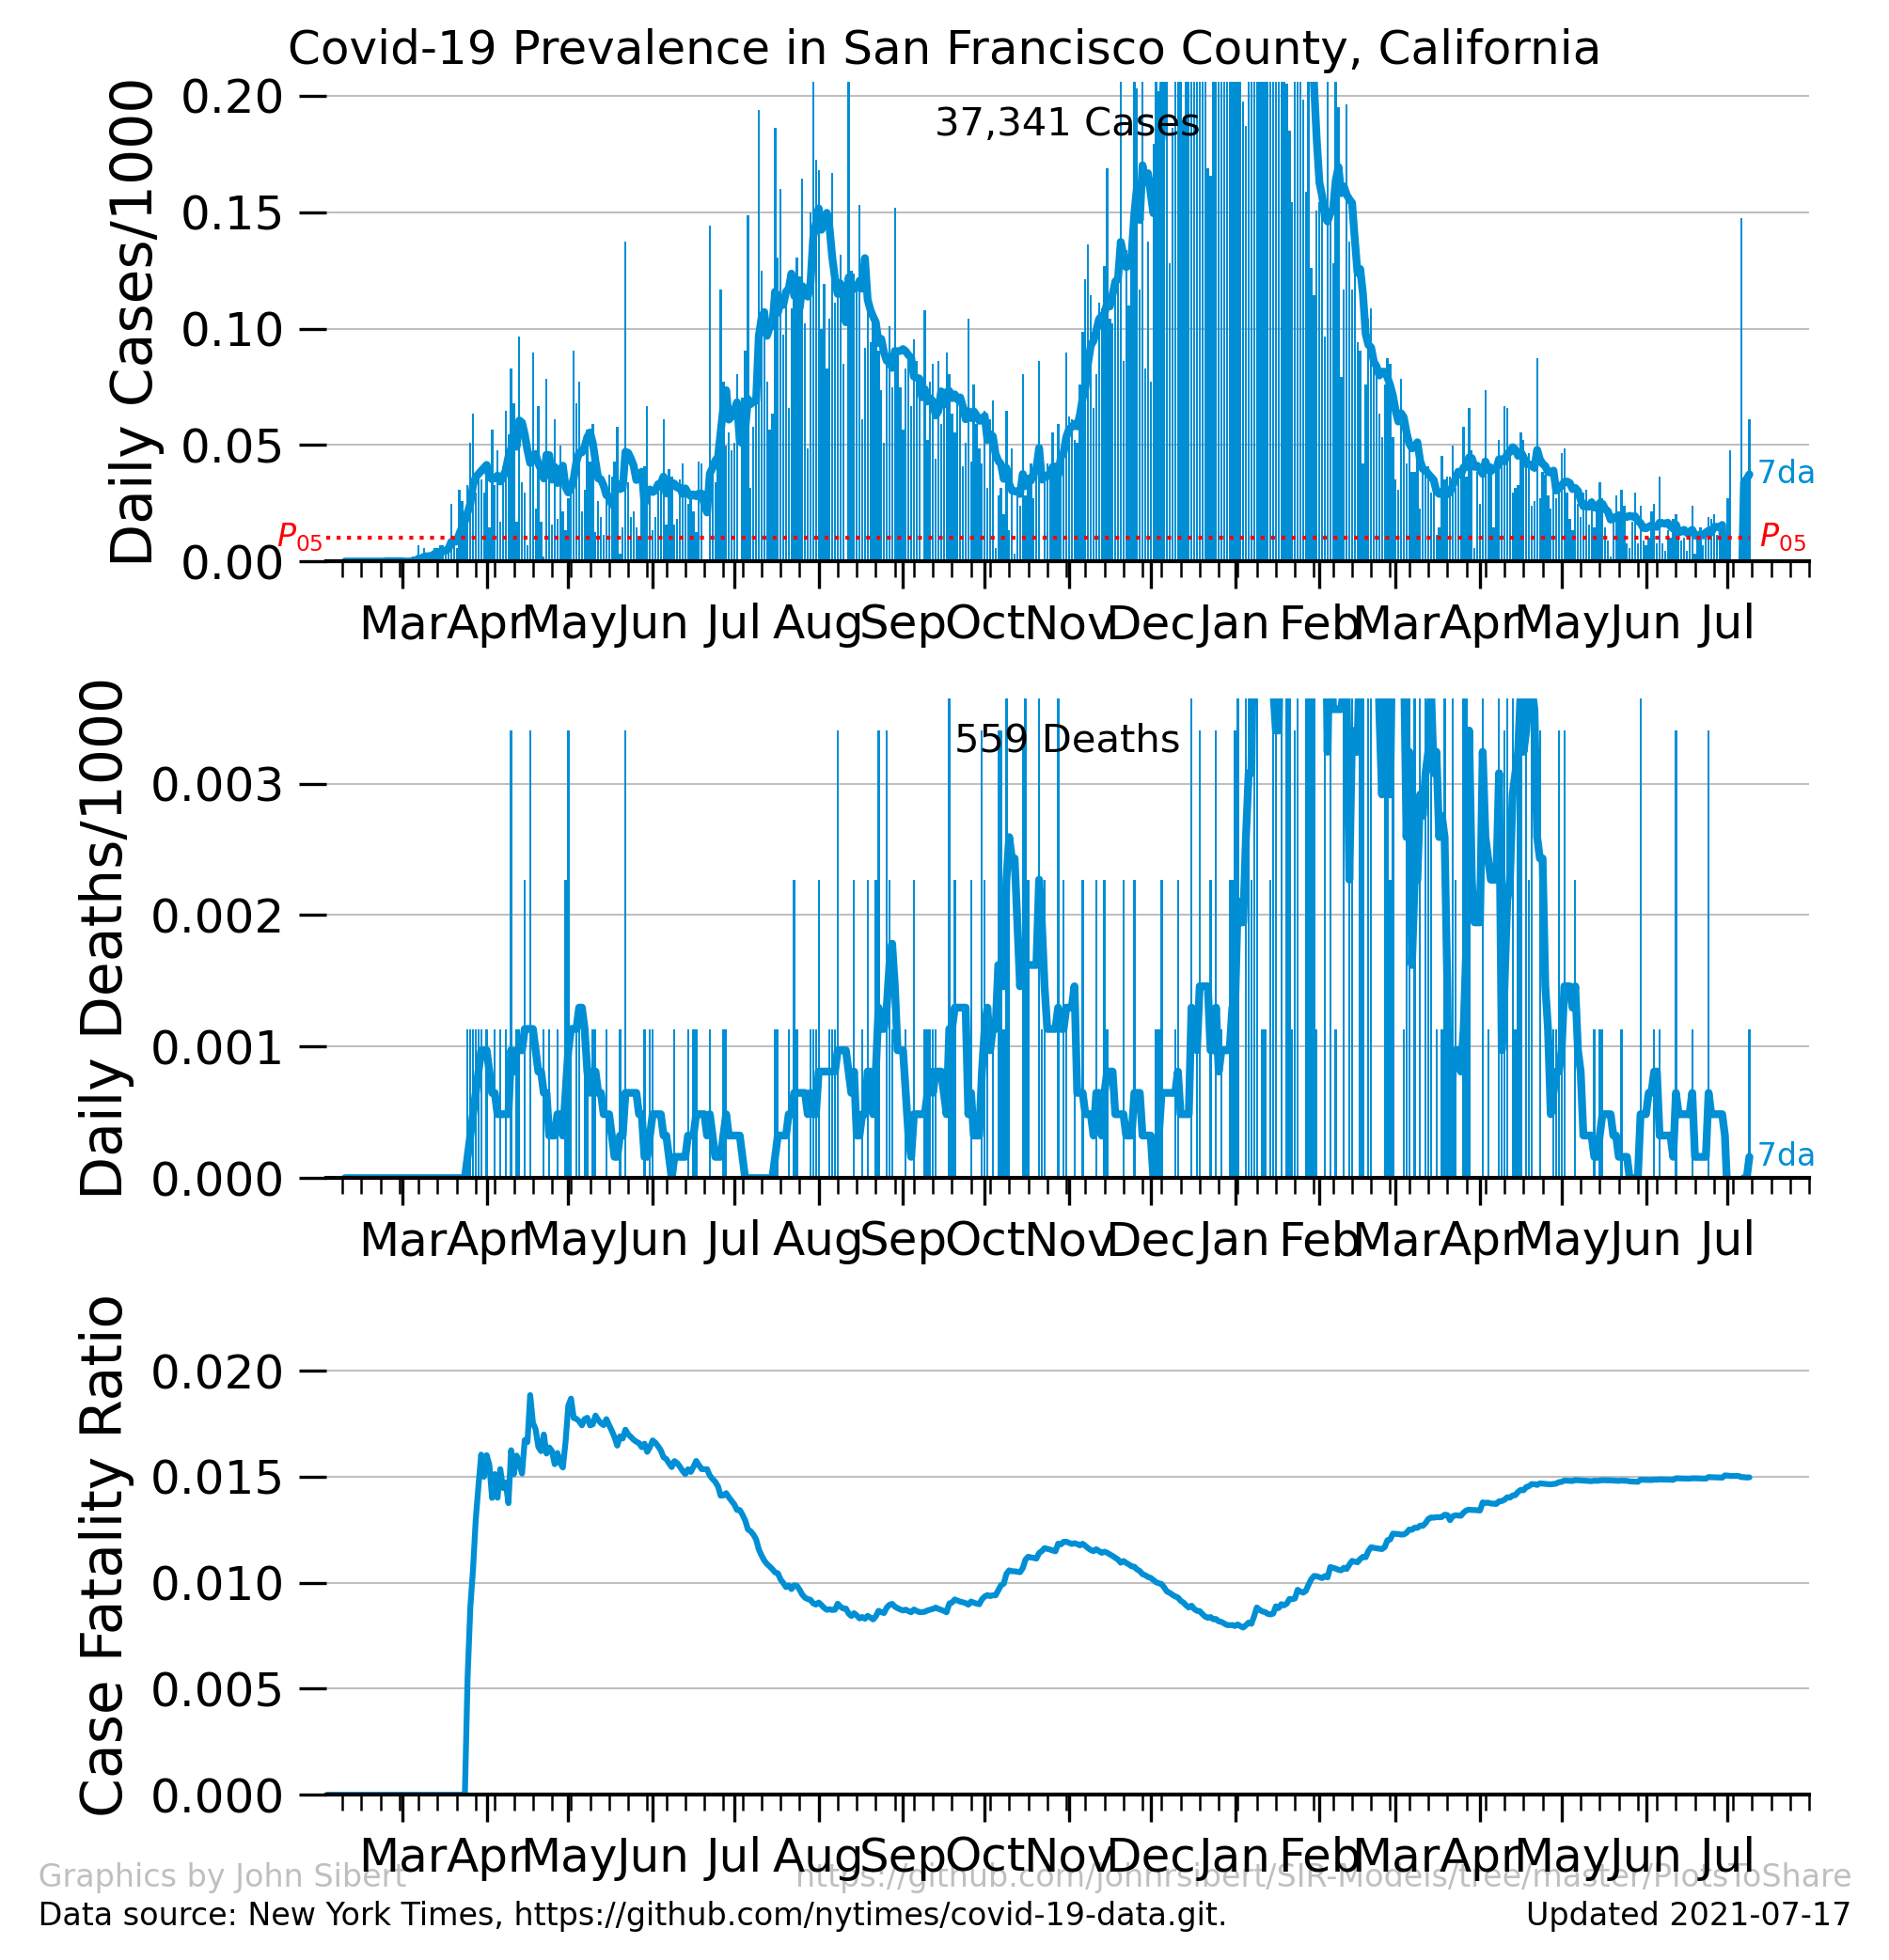 Covid-19 Prevalence in San Francisco County, California
Daily Cases/1000
0.20
0.15
0.10
0.05
0.00
37,341 Cases
7da
P05
P05
Mar Apr May Jun Jul Aug Sep Oct Nov Dec Jan Feb Mar Apr May Jun Jul
Daily Deaths/1000
0.003
0.002
0.001
0.000
559 Deaths
7da
Mar Apr May Jun Jul Aug Sep Oct Nov Dec Jan Feb Mar Apr May Jun Jul
Case Fatality Ratio
0.020
0.015
0.010
0.005
0.000
Mar Apr May Jun Jul Aug Sep Oct Nov Dec Jan Feb Mar Apr May Jun Jul
Graphics by John Sibert https://github.com/johnrsibert/SIR-Models/tree/master/PlotsToShare
Data source: New York Times, https://github.com/nytimes/covid-19-data.git. Updated 2021-07-17